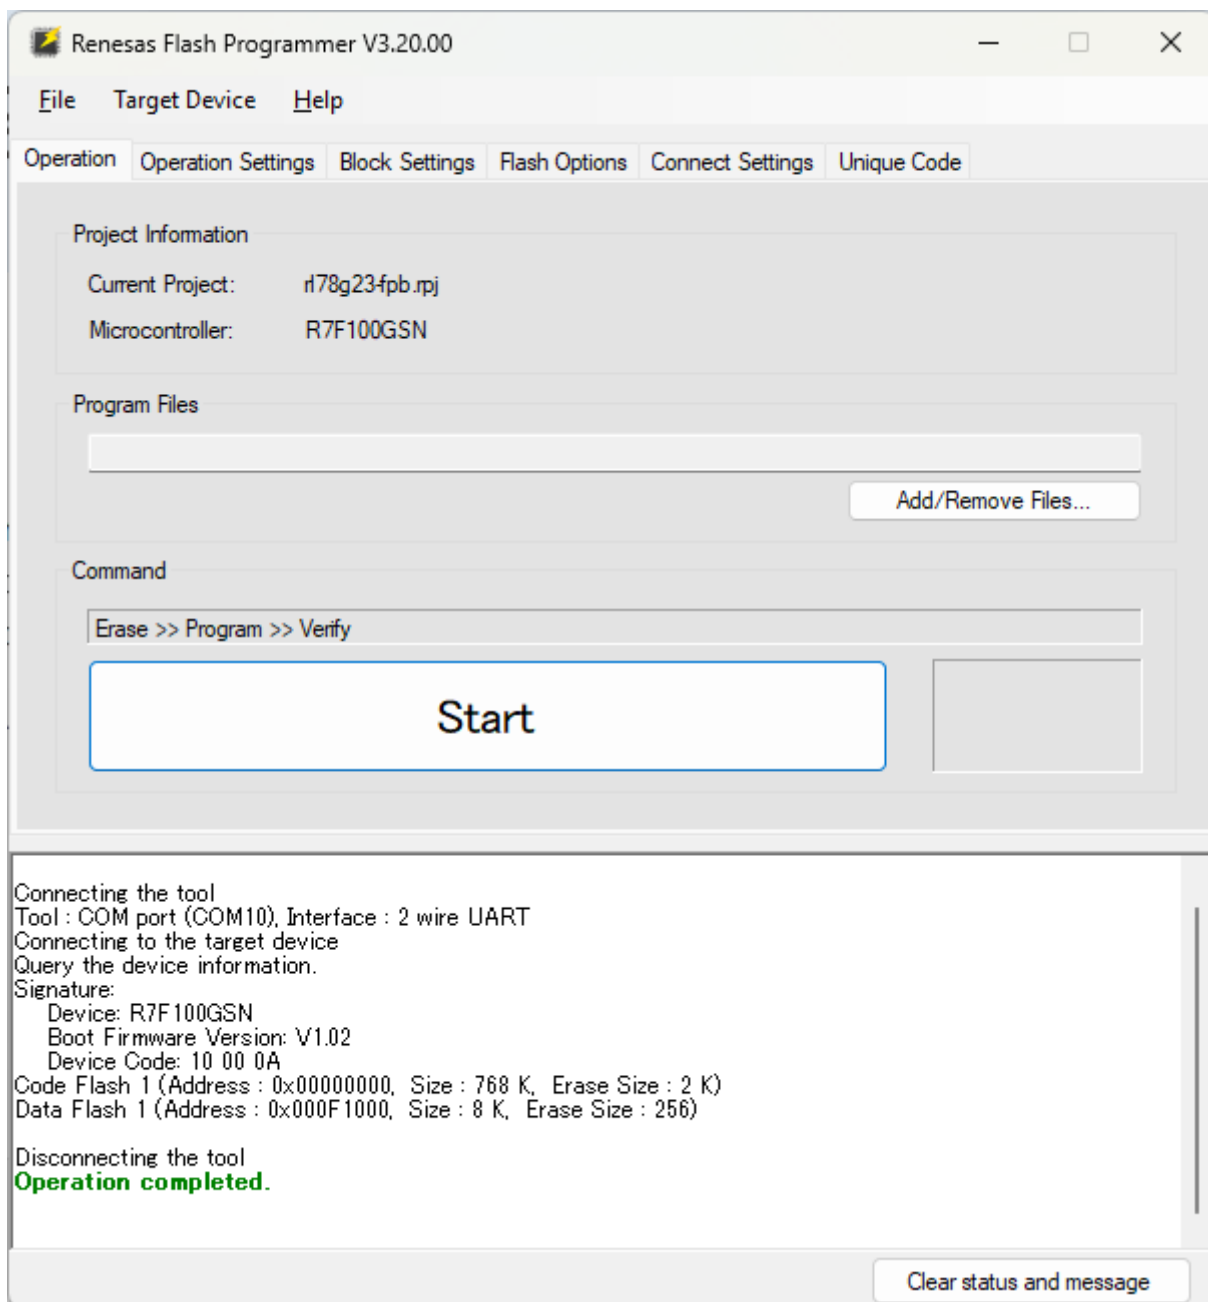 Renesas Flash Programmer V3.20.00
File Target Device Help
Operation Operation Settings Block Settings Flash Options Connect Settings Unique Code
Project Information
Current Project: rl78g23-fpb.rpj
Microcontroller: R7F100GSN
Program Files
Add/Remove Files...
Command
Erase >> Program >> Verify
Start
Connecting the tool
Tool : COM port (COM10), Interface : 2 wire UART
Connecting to the target device
Query the device information.
Signature:
Device: R7F100GSN
Boot Firmware Version: V1.02
Device Code: 10 00 0A
Code Flash 1 (Address : 0x00000000, Size : 768 K, Erase Size : 2 K)
Data Flash 1 (Address : 0x000F1000, Size : 8 K, Erase Size : 256)
Disconnecting the tool
Operation completed.
Clear status and message